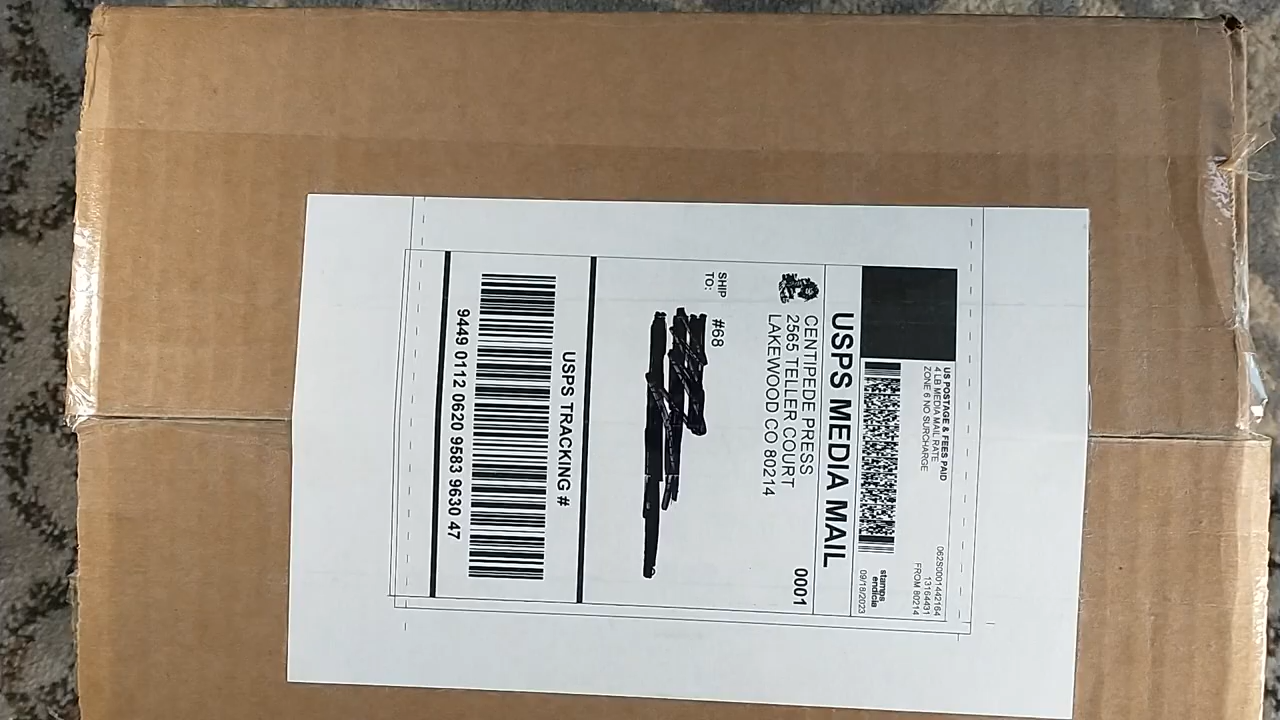 US POSTAGE & FEES PAID
4 LB MEDIA MAIL RATE
ZONE 6 NO SURCHARGE
062S0001442164
13164431
FROM 80214
stamps
endicia
09/18/2023
USPS MEDIA MAIL
CENTIPEDE PRESS
2565 TELLER COURT
LAKEWOOD CO 80214
0001
SHIP
TO:
#68
USPS TRACKING #
9449 0112 0620 9583 9630 47